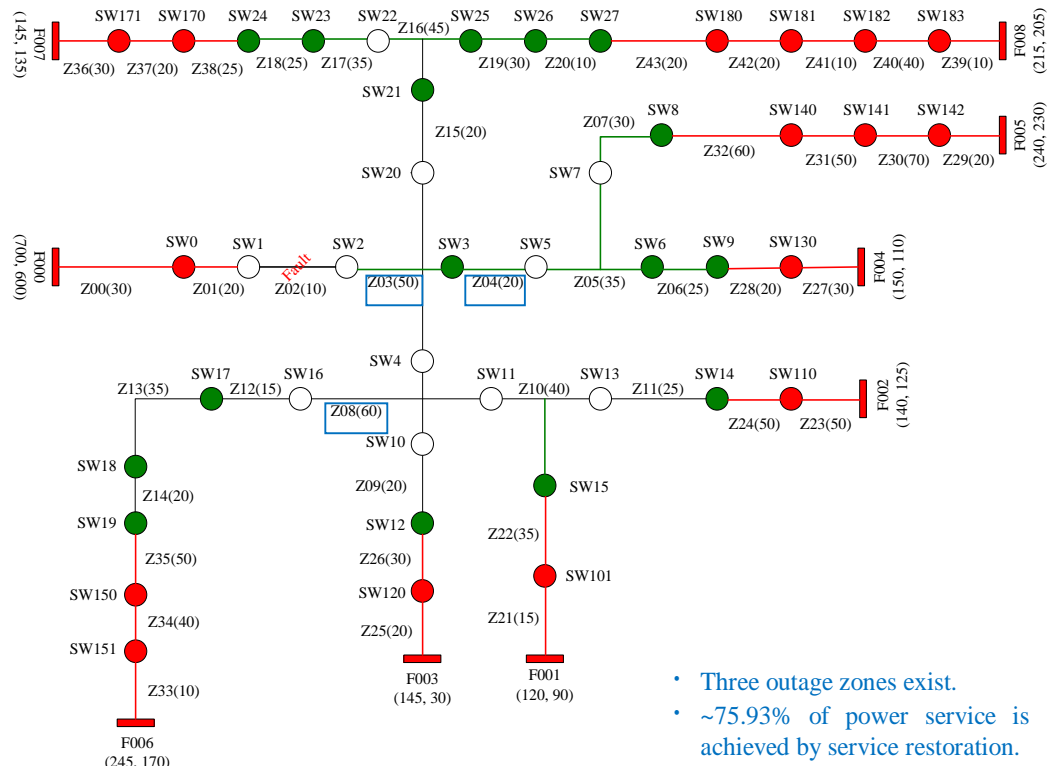 SW171 SW170 SW24 SW23 SW22 Z16(45) SW25 SW26 SW27 SW180 SW181 SW182 SW183
F007
(145, 135)
Z36(30) Z37(20) Z38(25) Z18(25) Z17(35) Z19(30) Z20(10) Z43(20) Z42(20) Z41(10) Z40(40) Z39(10)
F008
(215, 205)
SW21
Z15(20)
SW20
Z07(30) SW8 SW140 SW141 SW142
Z32(60) Z31(50) Z30(70) Z29(20)
F005
(240, 230)
SW7
F000
(700, 600)
SW0 SW1 SW2 SW3 SW5 SW6 SW9 SW130
Fault
Z00(30) Z01(20) Z02(10) Z03(50) Z04(20) Z05(35) Z06(25) Z28(20) Z27(30)
F004
(150, 110)
SW4
Z13(35) SW17 Z12(15) SW16 SW11 Z10(40) SW13 Z11(25) SW14 SW110
Z08(60) Z24(50) Z23(50)
F002
(140, 125)
SW10
SW18
Z14(20)
SW19
Z09(20)
SW12
SW15
Z35(50)
Z26(30)
Z22(35)
SW150
SW120
SW101
Z34(40)
Z25(20)
Z21(15)
SW151
Z33(10)
F003
(145, 30)
F001
(120, 90)
F006
(245, 170)
• Three outage zones exist.
• ~75.93% of power service is
achieved by service restoration.